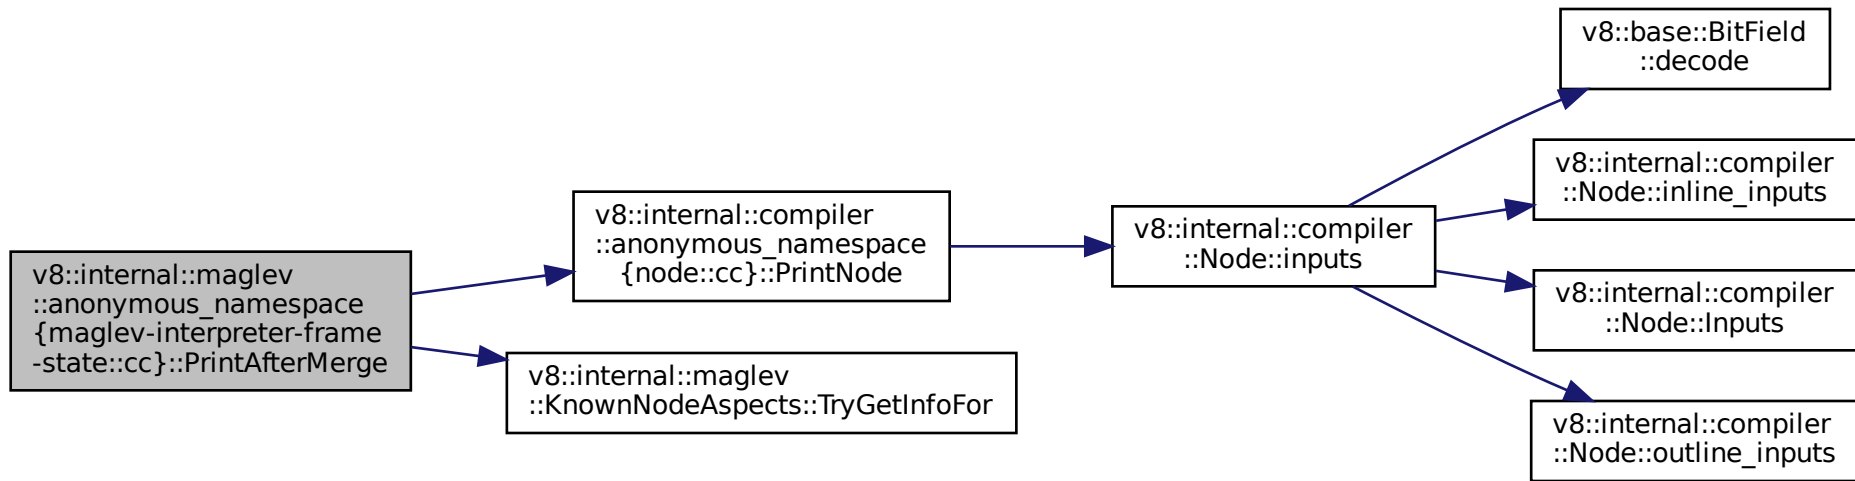 v8::internal::maglev
::anonymous_namespace
{maglev-interpreter-frame
-state::cc}::PrintAfterMerge
v8::internal::compiler
::anonymous_namespace
{node::cc}::PrintNode
v8::internal::maglev
::KnownNodeAspects::TryGetInfoFor
v8::internal::compiler
::Node::inputs
v8::base::BitField
::decode
v8::internal::compiler
::Node::inline_inputs
v8::internal::compiler
::Node::Inputs
v8::internal::compiler
::Node::outline_inputs